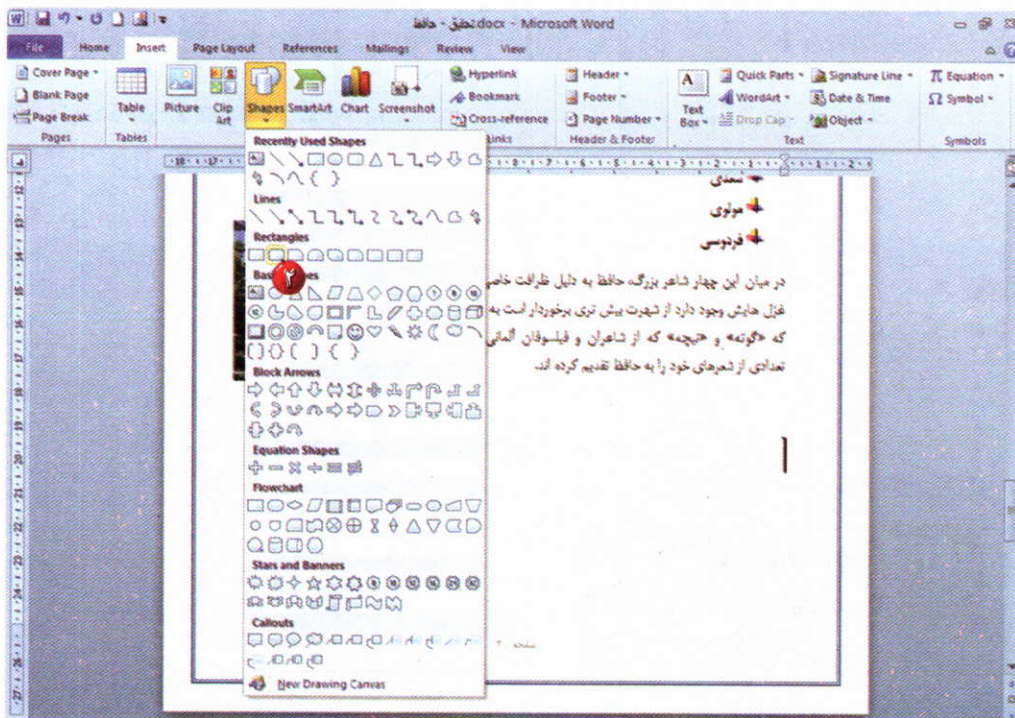 تحقیق - حافظ.docx - Microsoft Word
File Home Insert Page Layout References Mailings Review View
Cover Page
Blank Page
Page Break
Pages
Table
Tables
Picture
Clip Art
Shapes
SmartArt
Chart
Screenshot
Hyperlink
Bookmark
Cross-reference
Links
Header
Footer
Page Number
Header & Footer
Text Box
Quick Parts
WordArt
Drop Cap
Signature Line
Date & Time
Object
Text
Equation
Symbol
Symbols
Recently Used Shapes
Lines
Rectangles
۲
Block Arrows
Equation Shapes
Flowchart
Stars and Banners
Callouts
New Drawing Canvas
سعدی
مولوی
فردوسی
در میان این چهار شاعر بزرگ، حافظ به دلیل ظرافت خاصی
غزل هایش وجود دارد از شهرت بیش تری برخوردار است به
که «گوته» و «نیچه» که از شاعران و فیلسوفان آلمانی
تعدادی از شعرهای خود را به حافظ تقدیم کرده اند.
صفحه ۲۰